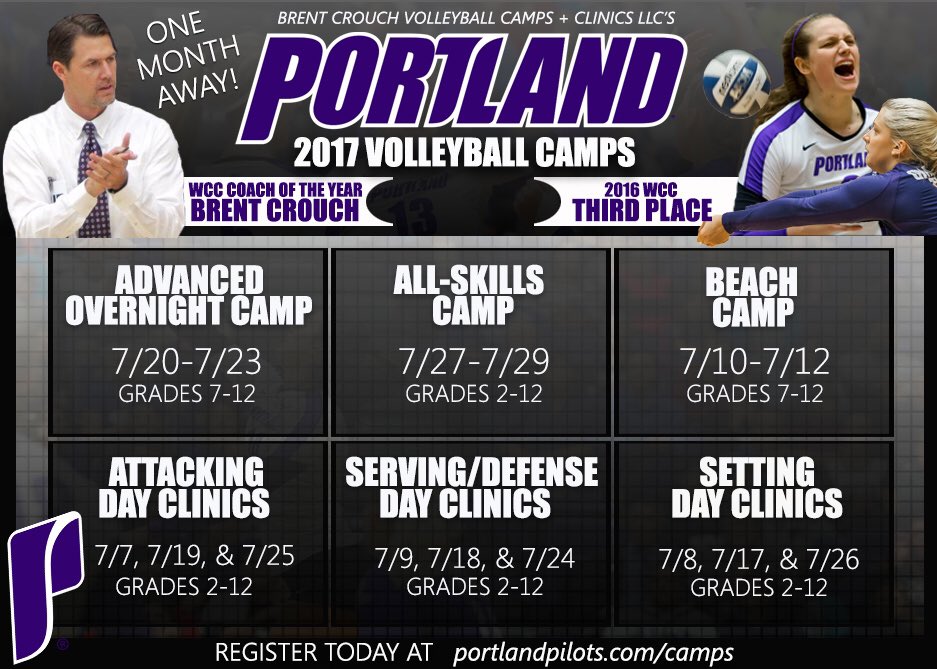 BRENT CROUCH VOLLEYBALL CAMPS + CLINICS LLC'S
ONE
MONTH
AWAY!
PORTLAND
2017 VOLLEYBALL CAMPS
WCC COACH OF THE YEAR
BRENT CROUCH
2016 WCC
THIRD PLACE
PORTLAND
13
PORTLA
ADVANCED
OVERNIGHT CAMP
7/20-7/23
GRADES 7-12
ALL-SKILLS
CAMP
7/27-7/29
GRADES 2-12
BEACH
CAMP
7/10-7/12
GRADES 7-12
ATTACKING
DAY CLINICS
7/7, 7/19, & 7/25
GRADES 2-12
SERVING/DEFENSE
DAY CLINICS
7/9, 7/18, & 7/24
GRADES 2-12
SETTING
DAY CLINICS
7/8, 7/17, & 7/26
GRADES 2-12
®
REGISTER TODAY AT portlandpilots.com/camps